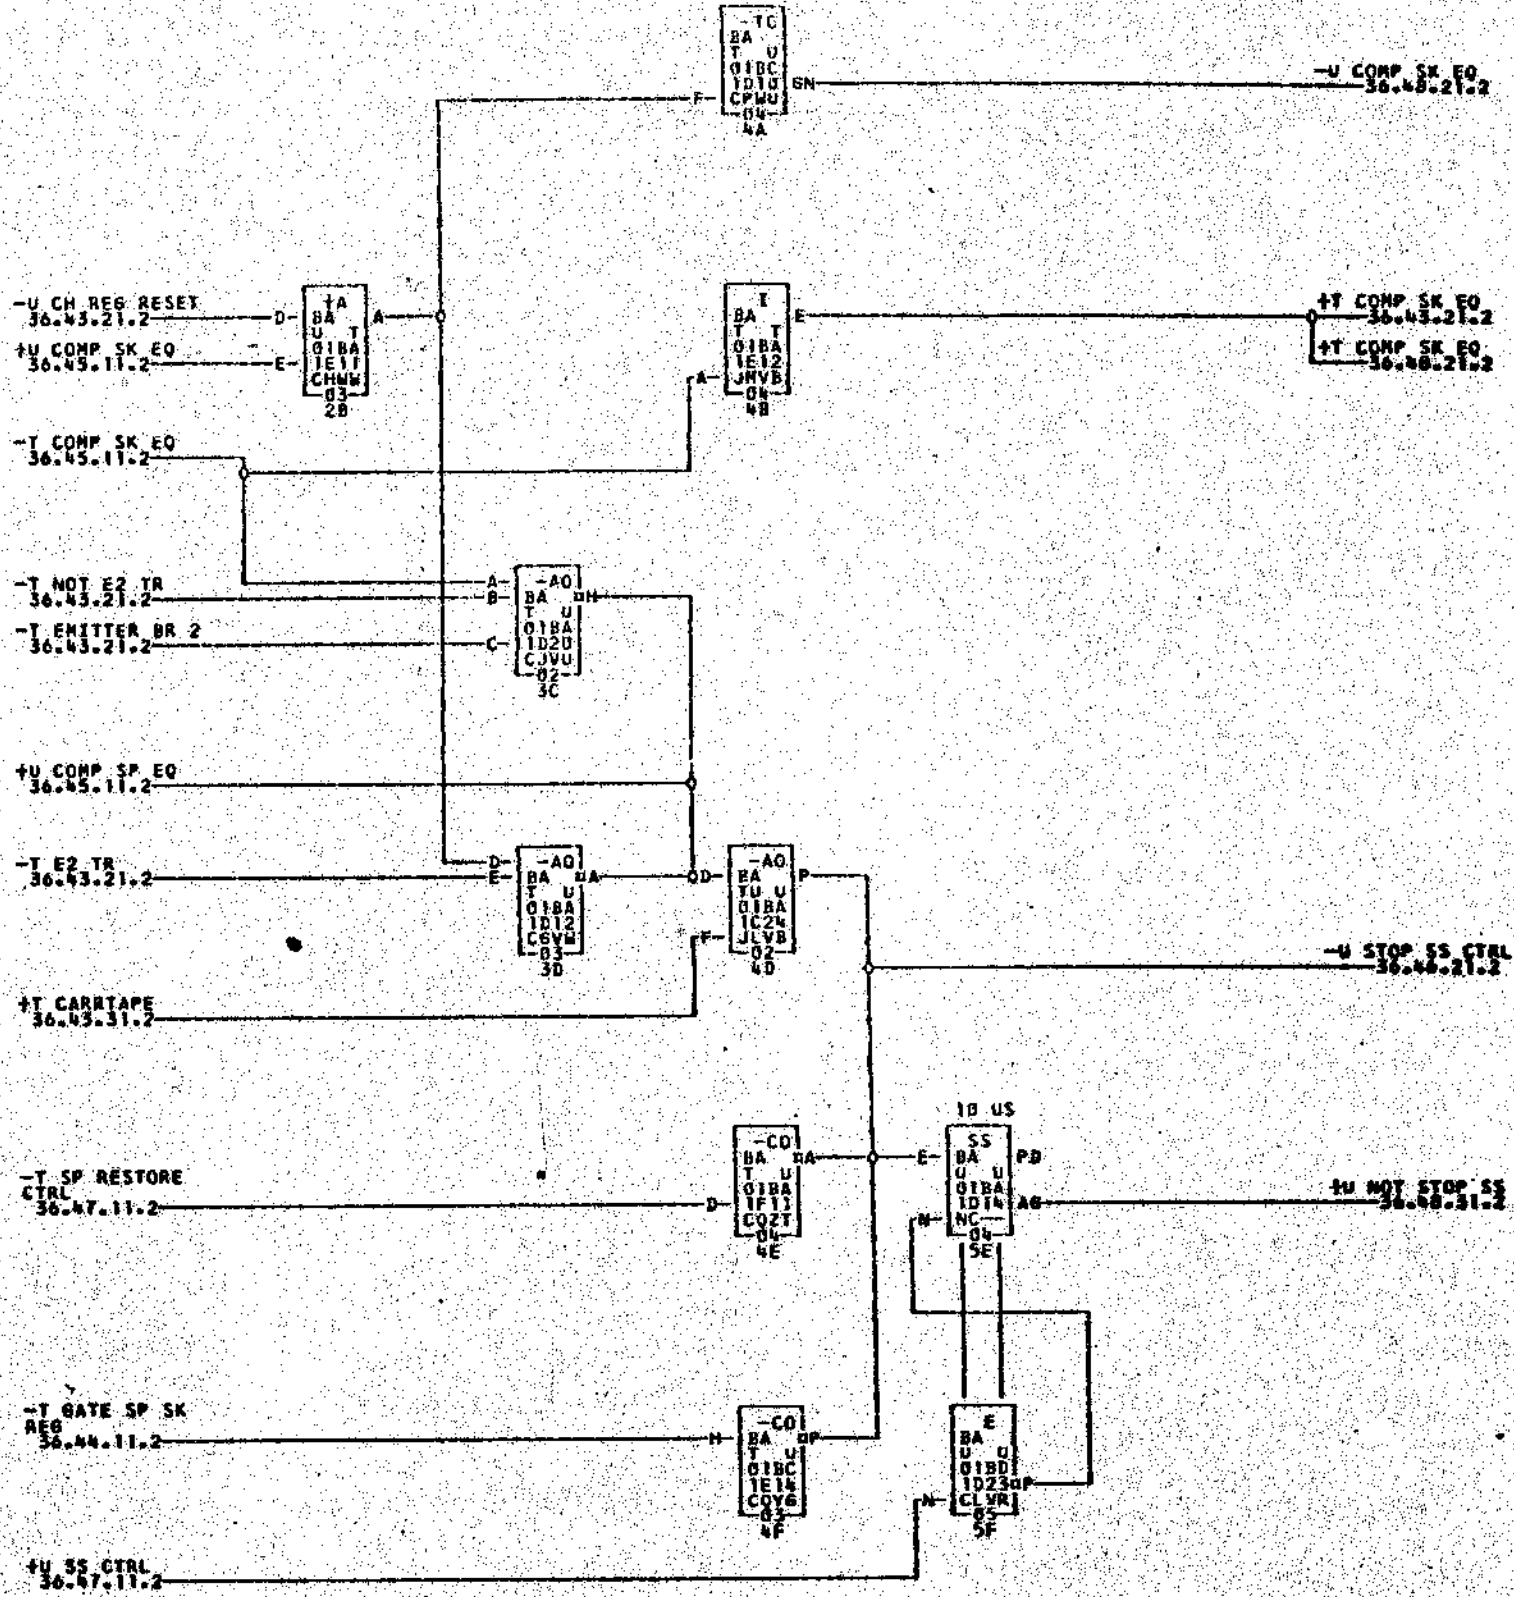 -TC
BA
T U
01BC
1D10 GN
F CPWU
04
4A
-U COMP SK EQ
36.48.21.2
-U CH REG RESET
36.43.21.2 D
+U COMP SK EQ
36.45.11.2 E
+A
BA A
U T
01BA
1E11
CHWW
03
2B
I
BA E
T T
01BA
1E12
A JMVB
04
4B
+T COMP SK EQ
36.43.21.2
+T COMP SK EQ
36.48.21.2
-T COMP SK EQ
36.45.11.2
-T NOT E2 TR
36.43.21.2
-T EMITTER BR 2
36.43.21.2
A -AO
B BA H
T U
01BA
C 1D20
CJVU
02
3C
+U COMP SP EQ
36.45.11.2
-T E2 TR
36.43.21.2
D -AO
E BA A
T U
01BA
1D12
C6VW
03
3D
-AO
D BA P
TU U
01BA
1C24
F JLVB
02
4D
+T CARRTAPE
36.43.31.2
-U STOP SS CTRL
36.46.21.2
-T SP RESTORE
CTRL
36.47.11.2
-CO
BA A
T U
01BA
D 1F11
CQZT
04
4E
10 US
SS
E BA PD
U U
01BA
1D14 AG
N NC
04
5E
+U NOT STOP SS
36.48.31.2
-T GATE SP SK
REG
36.44.11.2
-CO
H BA P
T U
01BC
1E14
CQYG
03
4F
E
BA
U U
01BD
1D23 P
N CLVR
05
5F
+U SS CTRL
36.47.11.2